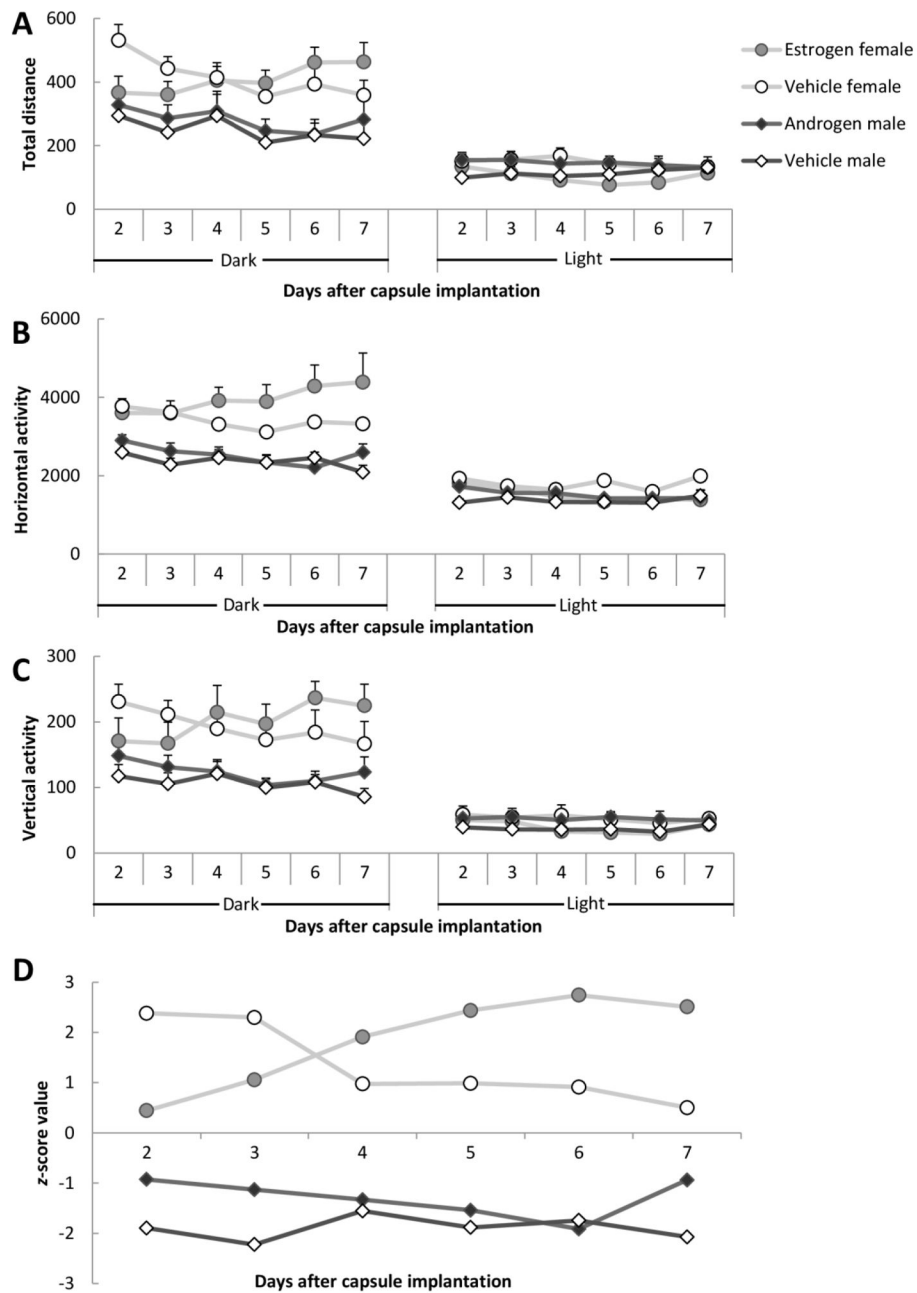 A
Total distance
600
400
200
0
2 3 4 5 6 7 2 3 4 5 6 7
Dark Light
Days after capsule implantation
Estrogen female
Vehicle female
Androgen male
Vehicle male
B
Horizontal activity
6000
4000
2000
0
2 3 4 5 6 7 2 3 4 5 6 7
Dark Light
Days after capsule implantation
C
Vertical activity
300
200
100
0
2 3 4 5 6 7 2 3 4 5 6 7
Dark Light
Days after capsule implantation
D
z-score value
3
2
1
0
2 3 4 5 6 7
-1
-2
-3
Days after capsule implantation